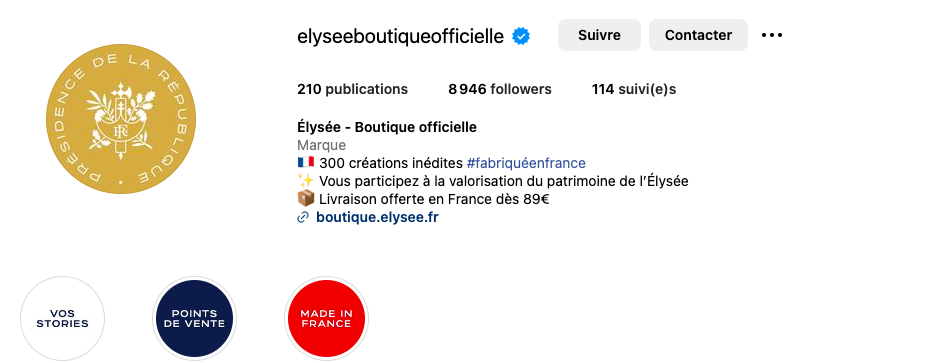 elyseeboutiqueofficielle Suivre Contacter
210 publications 8 946 followers 114 suivi(e)s
PRÉSIDENCE DE LA RÉPUBLIQUE
RF
Élysée - Boutique officielle
Marque
🇫🇷 300 créations inédites #fabriquéenfrance
✨ Vous participez à la valorisation du patrimoine de l’Élysée
📦 Livraison offerte en France dès 89€
boutique.elysee.fr
VOS
STORIES
POINTS
DE VENTE
MADE IN
FRANCE